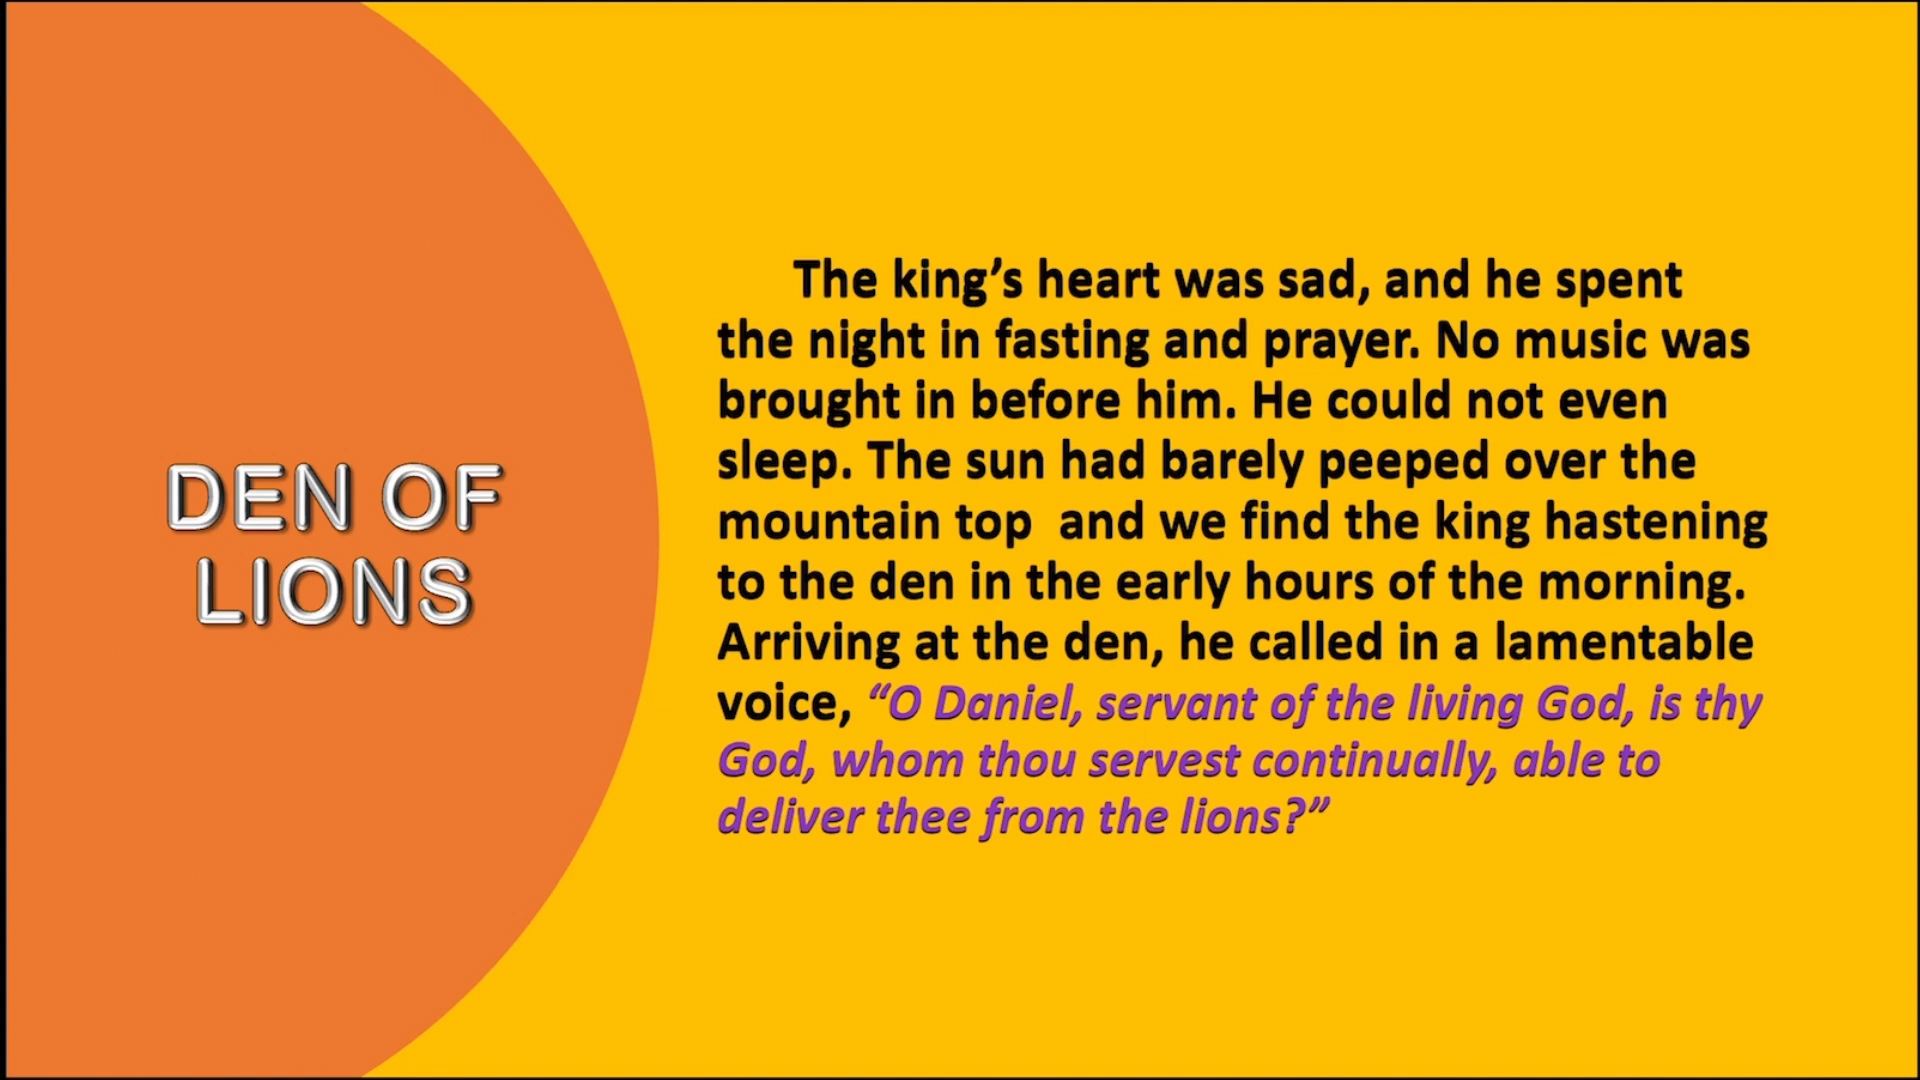 DEN OF
LIONS
The king’s heart was sad, and he spent
the night in fasting and prayer. No music was
brought in before him. He could not even
sleep. The sun had barely peeped over the
mountain top  and we find the king hastening
to the den in the early hours of the morning.
Arriving at the den, he called in a lamentable
voice, “O Daniel, servant of the living God, is thy
God, whom thou servest continually, able to
deliver thee from the lions?”